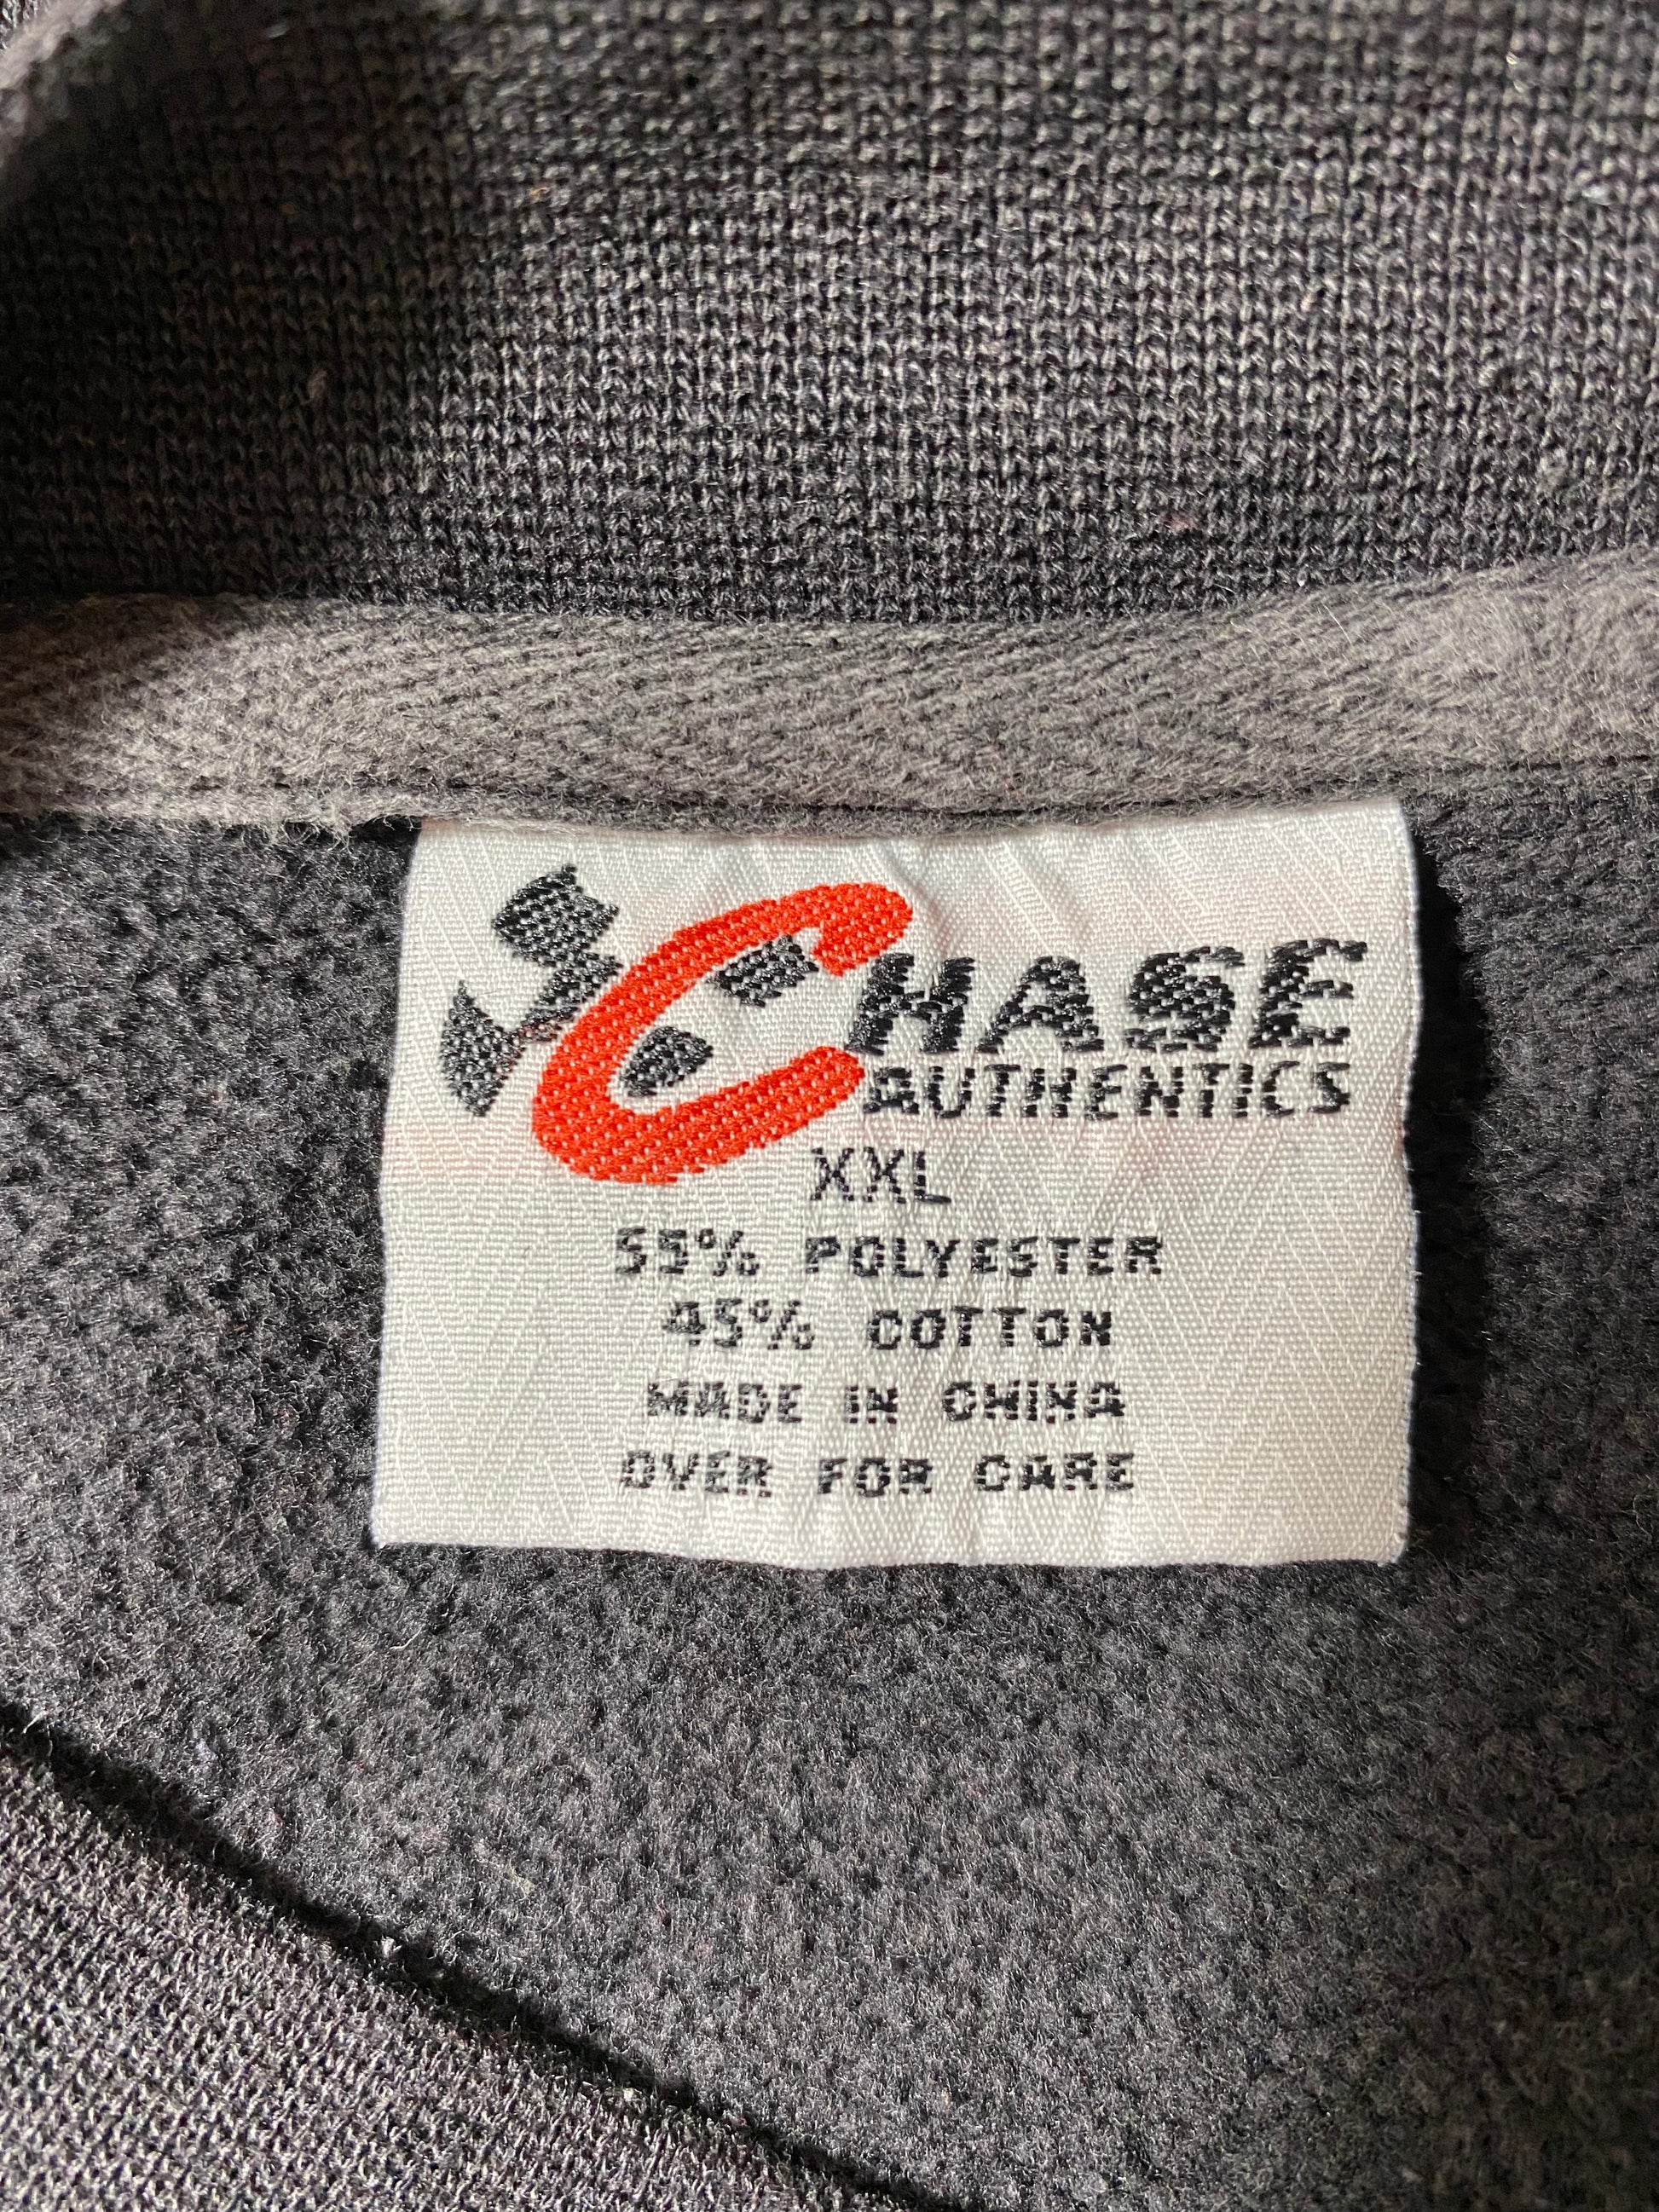 CHASE
AUTHENTICS
XXL
55% POLYESTER
45% COTTON
MADE IN CHINA
OVER FOR CARE